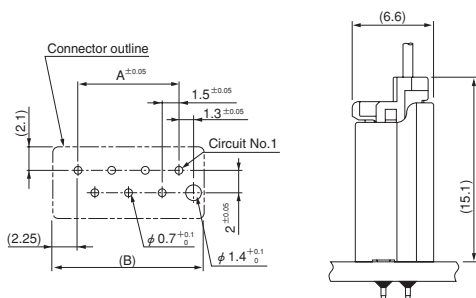 Connector outline
A±0.05
1.5±0.05
1.3±0.05
Circuit No.1
(2.1)
2±0.05
(2.25)
φ0.7+0.1 0
φ1.4+0.1 0
(B)
(6.6)
(15.1)